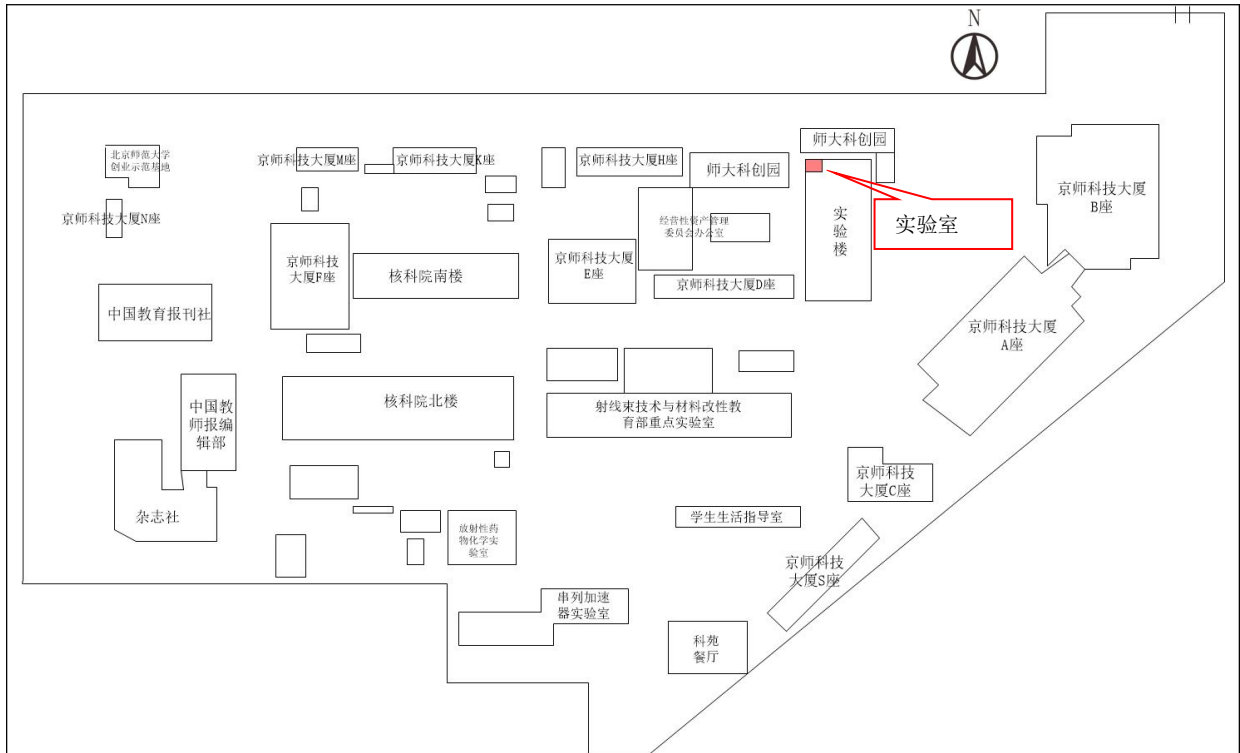 N
师大科创园
北京师范大学
创业示范基地
京师科技大厦M座
京师科技大厦K座
京师科技大厦H座
师大科创园
京师科技大厦
B座
京师科技大厦N座
实
验
楼
实验室
经营性资产管理
委员会办公室
京师科技
大厦F座
核科院南楼
京师科技大厦
E座
京师科技大厦D座
中国教育报刊社
京师科技大厦
A座
中国教
师报编
辑部
核科院北楼
射线束技术与材料改性教
育部重点实验室
京师科技
大厦C座
杂志社
放射性药
物化学实
验室
学生生活指导室
京师科技
大厦S座
串列加速
器实验室
科苑
餐厅